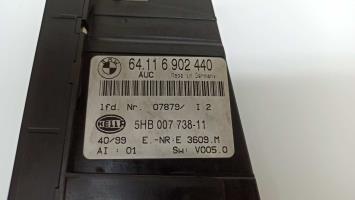 BMW
64.11 6 902 440
AUC Made in Germany
lfd. Nr. 07879/ I 2
HELLA 5HB 007 738-11
40/99 E.-NR:E 3609.M
AI : 01 SW: V005.0